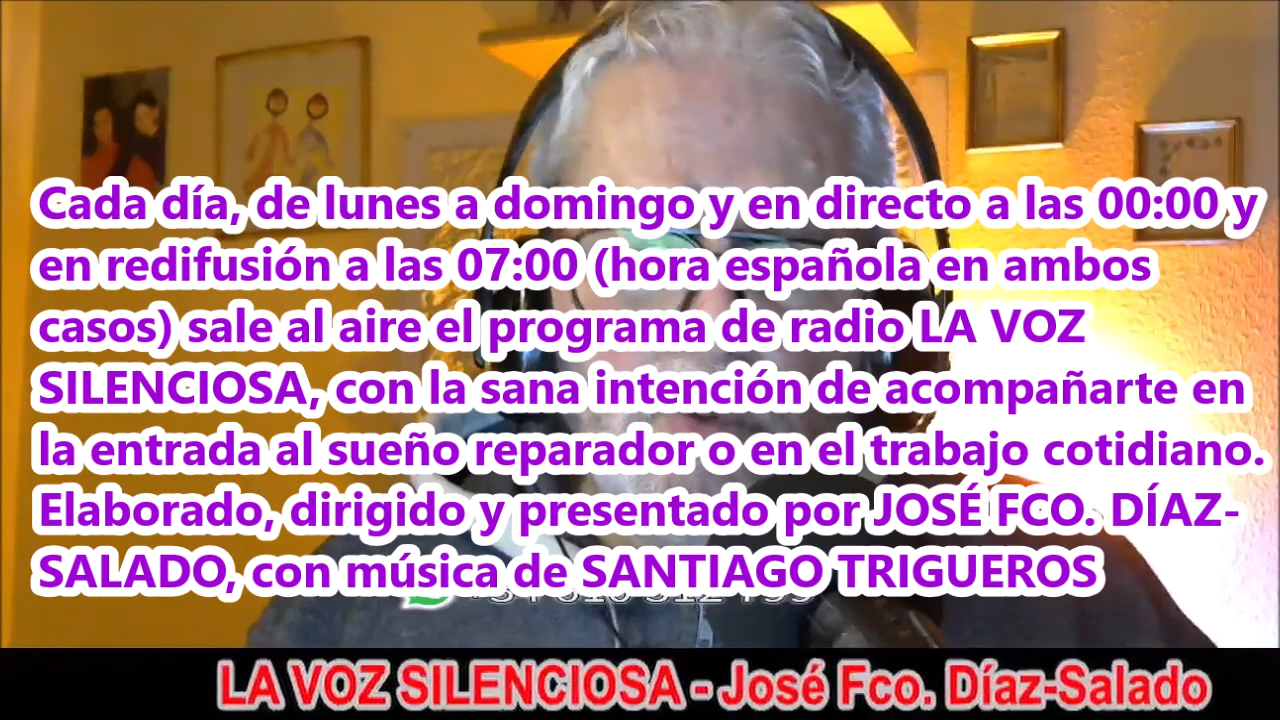 Cada día, de lunes a domingo y en directo a las 00:00 y
en redifusión a las 07:00 (hora española en ambos
casos) sale al aire el programa de radio LA VOZ
SILENCIOSA, con la sana intención de acompañarte en
la entrada al sueño reparador o en el trabajo cotidiano.
Elaborado, dirigido y presentado por JOSÉ FCO. DÍAZ-
SALADO, con música de SANTIAGO TRIGUEROS
LA VOZ SILENCIOSA - José Fco. Díaz-Salado